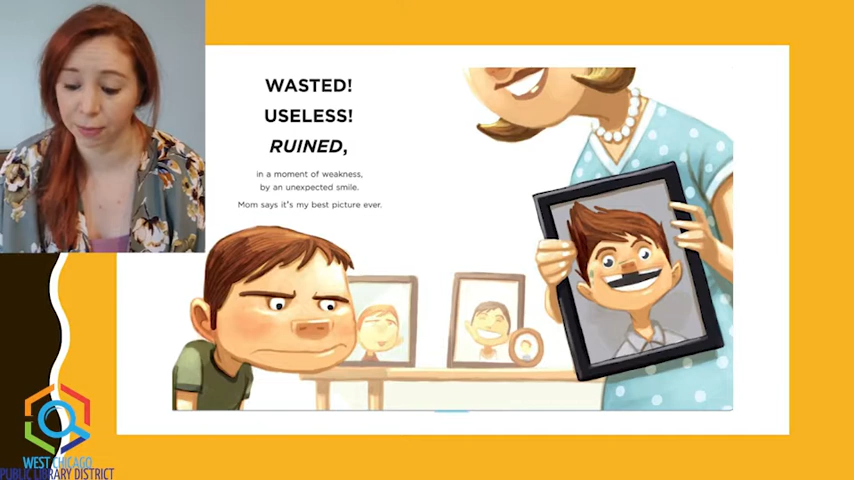 WASTED!
USELESS!
RUINED,
in a moment of weakness,
by an unexpected smile.
Mom says it's my best picture ever.
WEST CHICAGO
PUBLIC LIBRARY DISTRICT